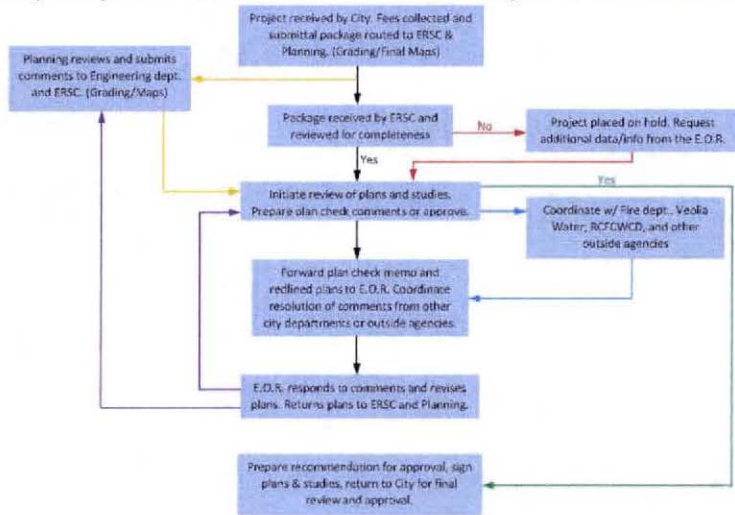 Project received by City. Fees collected and
submittal package routed to ERSC &
Planning. (Grading/Final Maps)
Planning reviews and submits
comments to Engineering dept.
and ERSC. (Grading/Maps)
Package received by ERSC and
reviewed for completeness
No
Project placed on hold. Request
additional data/info from the E.O.R.
Yes
Initiate review of plans and studies.
Prepare plan check comments or approve.
Yes
Coordinate w/ Fire dept., Veolia
Water, RCFCWCD, and other
outside agencies
Forward plan check memo and
redlined plans to E.O.R. Coordinate
resolution of comments from other
city departments or outside agencies.
E.O.R. responds to comments and revises
plans. Returns plans to ERSC and Planning.
Prepare recommendation for approval, sign
plans & studies, return to City for final
review and approval.